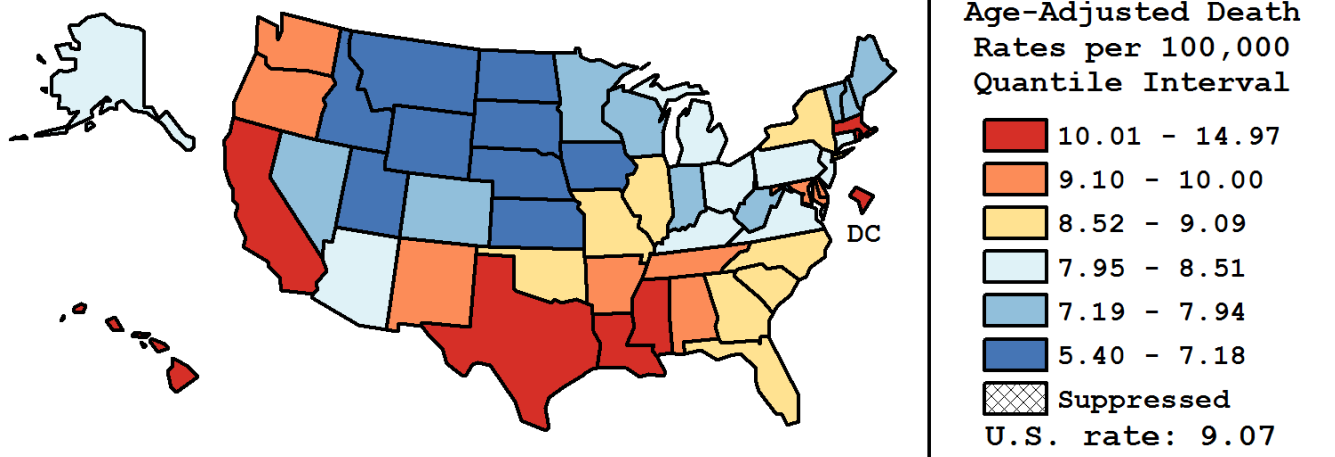 Age-Adjusted Death
Rates per 100,000
Quantile Interval
10.01 - 14.97
9.10 - 10.00
8.52 - 9.09
7.95 - 8.51
7.19 - 7.94
5.40 - 7.18
Suppressed
U.S. rate: 9.07
DC